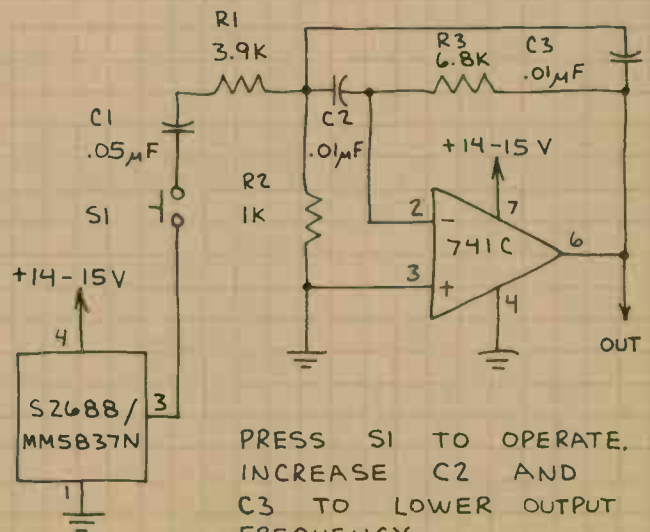 R1
3.9K
R3
6.8K
C3
.01µF
C1
.05µF
C2
.01µF
+14-15 V
R2
1K
S1
2
-
7
741C
6
3
+
4
OUT
+14-15V
4
S2688/
MM5837N
3
1
PRESS S1 TO OPERATE.
INCREASE C2 AND
C3 TO LOWER OUTPUT
FREQUENCY